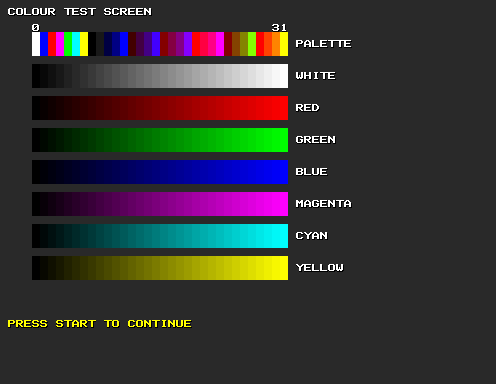 COLOUR TEST SCREEN
0 31
PALETTE
WHITE
RED
GREEN
BLUE
MAGENTA
CYAN
YELLOW
PRESS START TO CONTINUE